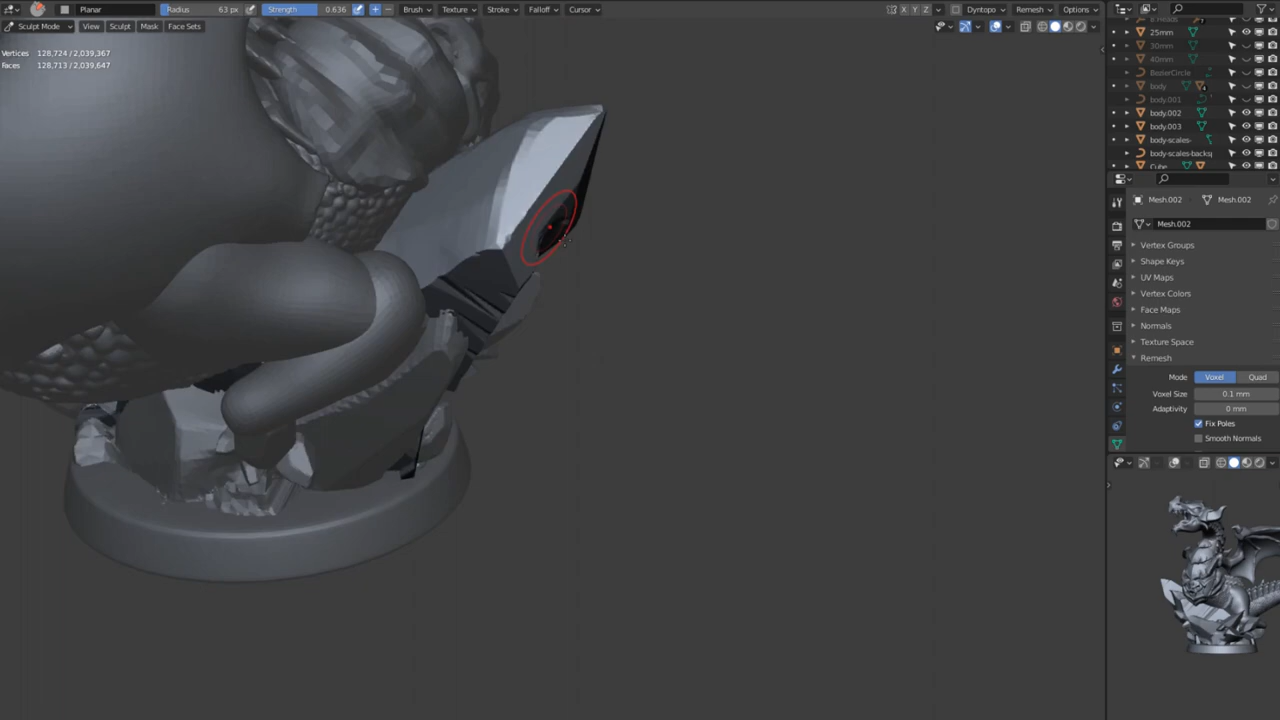 Planar Radius 63 px Strength 0.636 Brush Texture Stroke Falloff Cursor X Y Z Dyntopo Remesh Options
Sculpt Mode View Sculpt Mask Face Sets
Vertices 128,724 / 2,039,367
Faces 128,713 / 2,039,647
25mm
30mm
40mm
BezierCircle
body
body.001
body.002
body.003
body-scales-
body-scales-backsp
Cube
Mesh.002 Mesh.002
Mesh.002
Vertex Groups
Shape Keys
UV Maps
Vertex Colors
Face Maps
Normals
Texture Space
Remesh
Mode Voxel Quad
Voxel Size 0.1 mm
Adaptivity 0 mm
Fix Poles
Smooth Normals